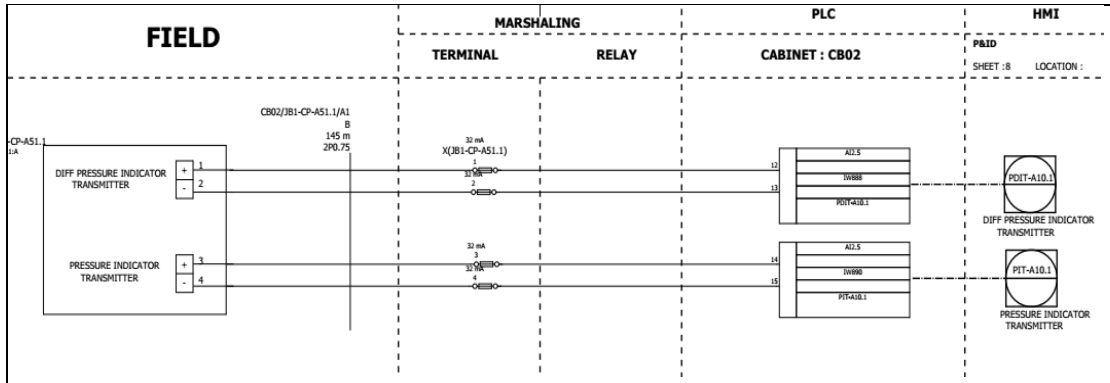 FIELD
MARSHALING
PLC
HMI
TERMINAL
RELAY
CABINET : CB02
P&ID
SHEET :8 LOCATION :
CB02/JB1-CP-A51.1/A1
B
145 m
2P0.75
-CP-A51.1
1:A
DIFF PRESSURE INDICATOR
TRANSMITTER
+ 1
- 2
32 mA
X(JB1-CP-A51.1)
1
32 mA
2
12
13
AI2.5
IW888
PDIT-A10.1
PDIT-A10.1
DIFF PRESSURE INDICATOR
TRANSMITTER
PRESSURE INDICATOR
TRANSMITTER
+ 3
- 4
32 mA
3
32 mA
4
14
15
AI2.5
IW890
PIT-A10.1
PIT-A10.1
PRESSURE INDICATOR
TRANSMITTER